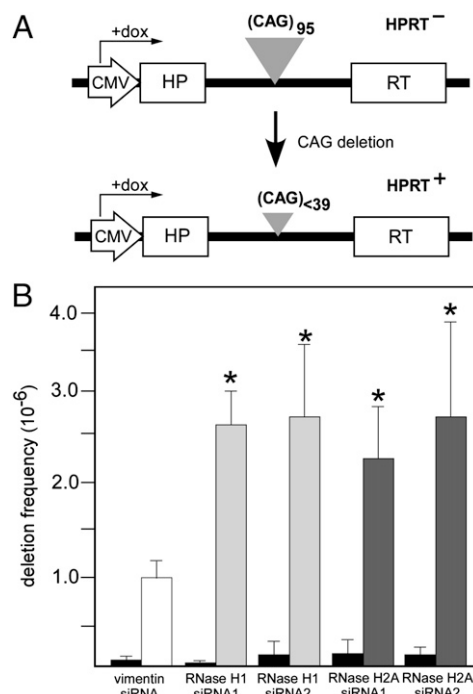 A
+dox
(CAG)95
HPRT−
CMV
HP
RT
CAG deletion
+dox
(CAG)<39
HPRT+
CMV
HP
RT
B
deletion frequency (10-6)
4.0
3.0
2.0
1.0
* * * *
vimentin siRNA
RNase H1 siRNA1
RNase H1 siRNA2
RNase H2A siRNA1
RNase H2A siRNA2